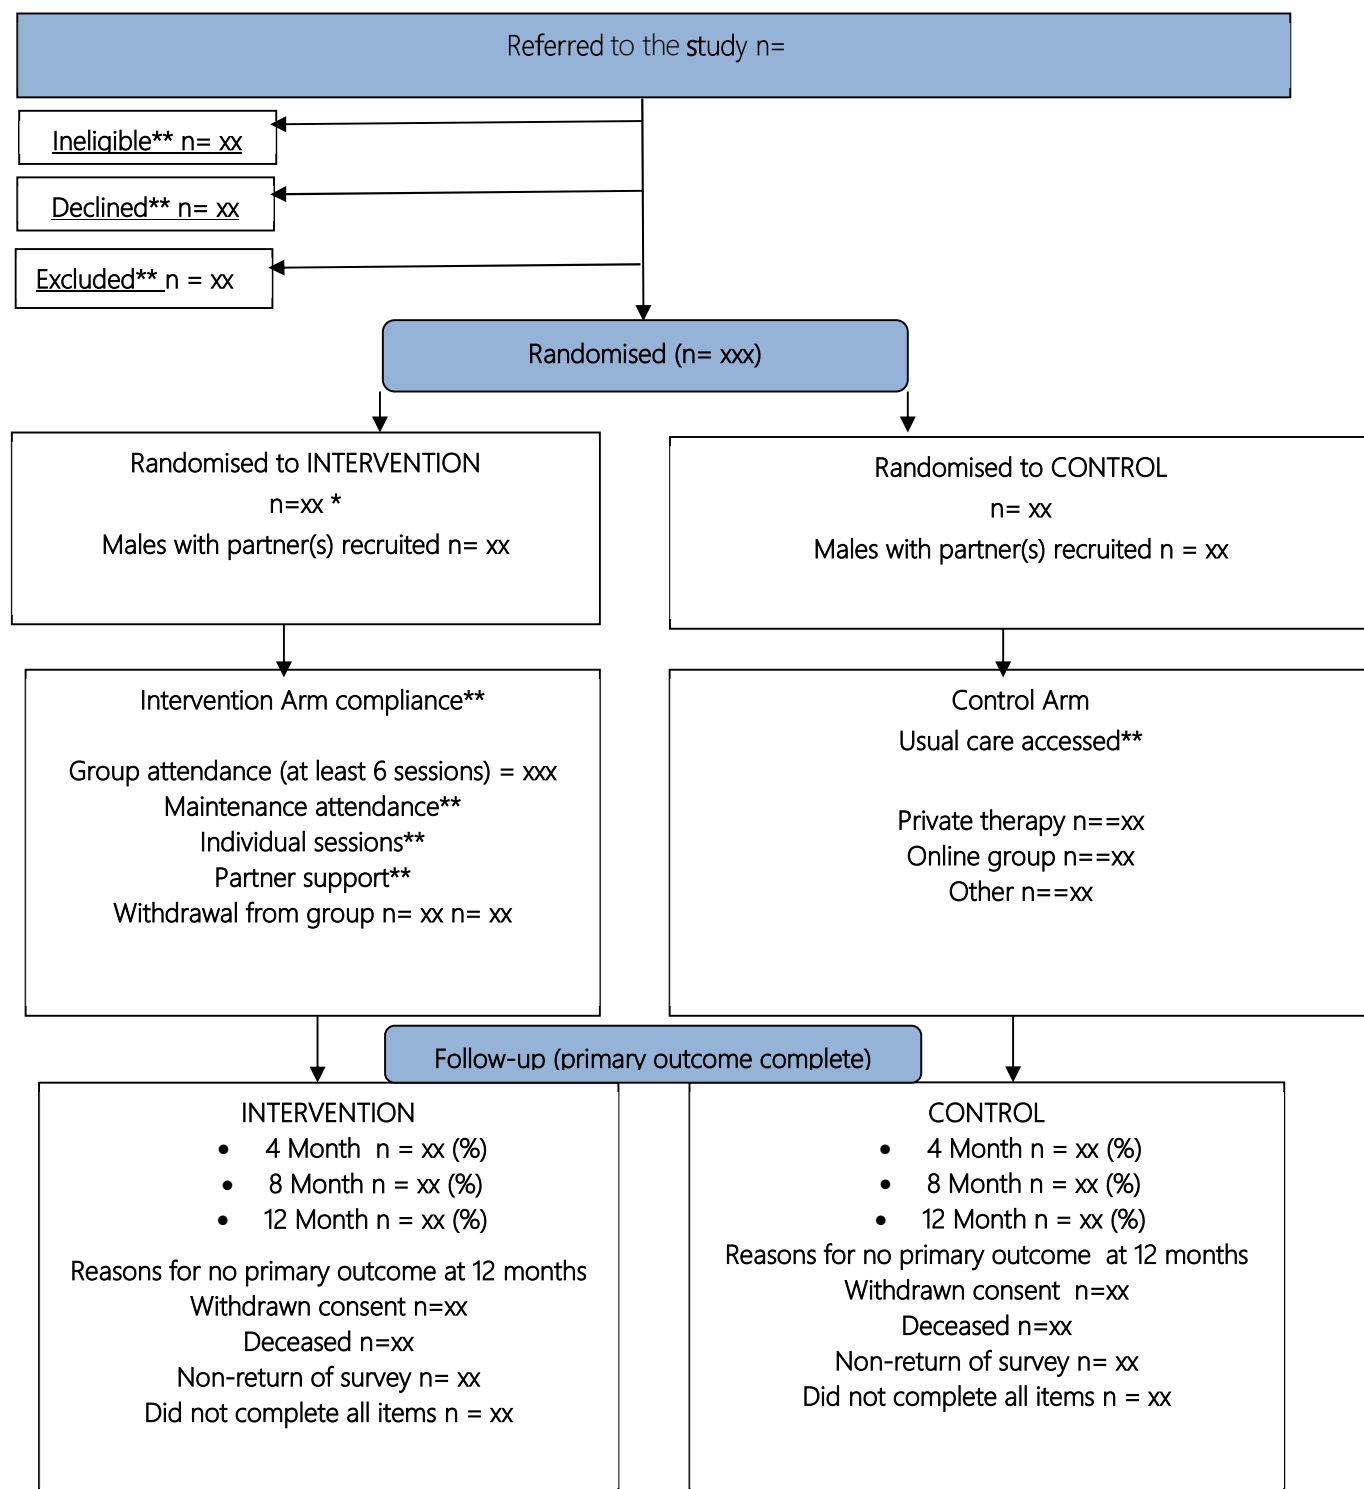 Referred to the study n=
Ineligible** n= xx
Declined** n= xx
Excluded** n = xx
Randomised (n= xxx)
Randomised to INTERVENTION
n=xx *
Males with partner(s) recruited n= xx
Randomised to CONTROL
n= xx
Males with partner(s) recruited n = xx
Intervention Arm compliance**
Group attendance (at least 6 sessions) = xxx
Maintenance attendance**
Individual sessions**
Partner support**
Withdrawal from group n= xx n= xx
Control Arm
Usual care accessed**
Private therapy n==xx
Online group n==xx
Other n==xx
Follow-up (primary outcome complete)
INTERVENTION
• 4 Month  n = xx (%)
• 8 Month n = xx (%)
• 12 Month n = xx (%)
Reasons for no primary outcome at 12 months
Withdrawn consent n=xx
Deceased n=xx
Non-return of survey n= xx
Did not complete all items n = xx
CONTROL
• 4 Month n = xx (%)
• 8 Month n = xx (%)
• 12 Month n = xx (%)
Reasons for no primary outcome  at 12 months
Withdrawn consent  n=xx
Deceased n=xx
Non-return of survey n= xx
Did not complete all items n = xx